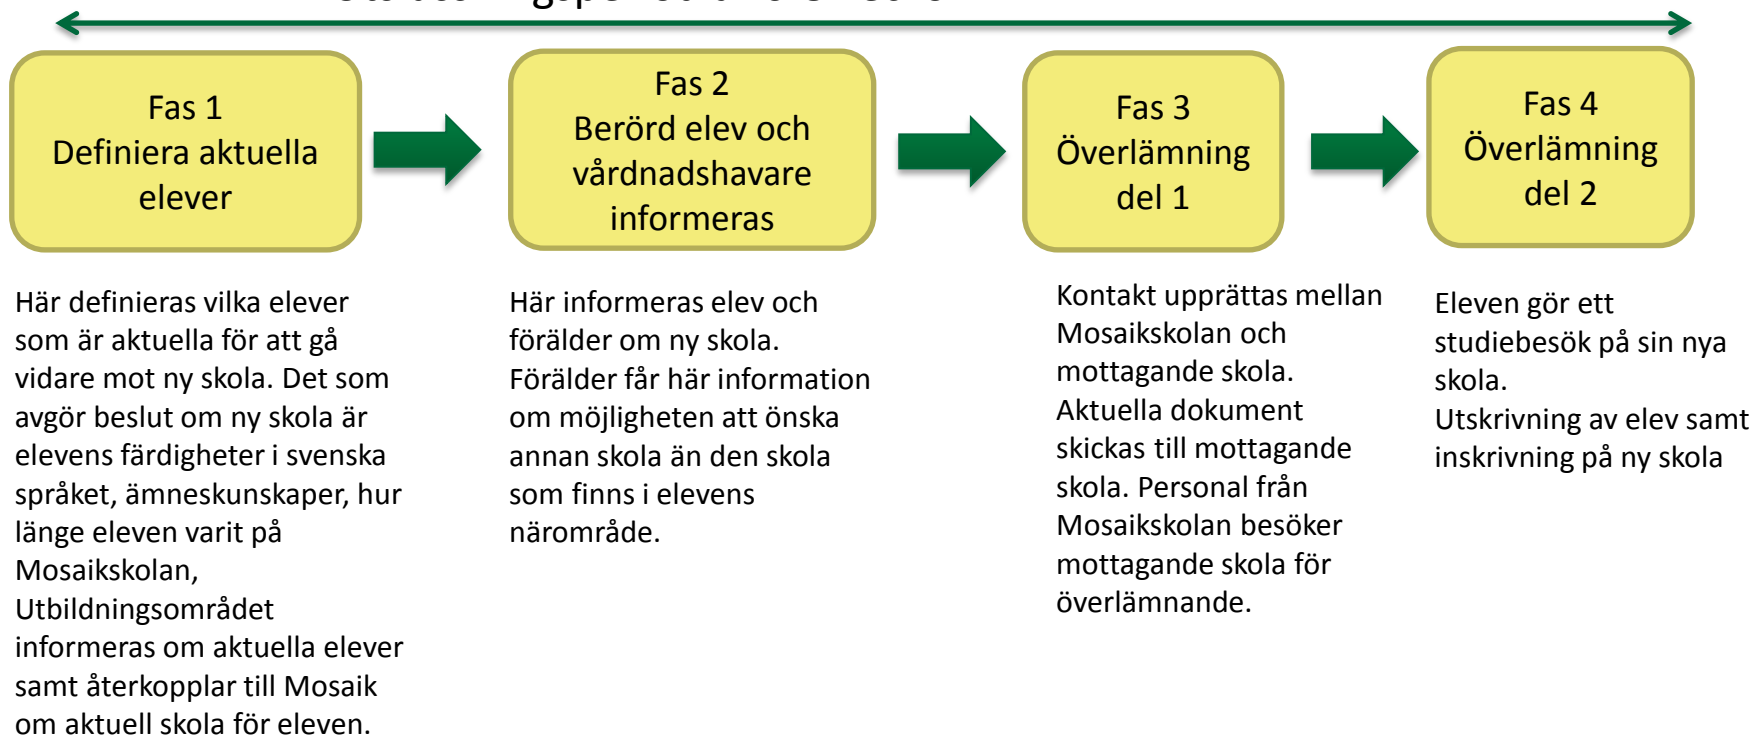 Fas 1
Definiera aktuella
elever
Fas 2
Berörd elev och
vårdnadshavare
informeras
Fas 3
Överlämning
del 1
Fas 4
Överlämning
del 2
Här definieras vilka elever
som är aktuella för att gå
vidare mot ny skola. Det som
avgör beslut om ny skola är
elevens färdigheter i svenska
språket, ämneskunskaper, hur
länge eleven varit på
Mosaikskolan,
Utbildningsområdet
informeras om aktuella elever
samt återkopplar till Mosaik
om aktuell skola för eleven.
Här informeras elev och
förälder om ny skola.
Förälder får här information
om möjligheten att önska
annan skola än den skola
som finns i elevens
närområde.
Kontakt upprättas mellan
Mosaikskolan och
mottagande skola.
Aktuella dokument
skickas till mottagande
skola. Personal från
Mosaikskolan besöker
mottagande skola för
överlämnande.
Eleven gör ett
studiebesök på sin nya
skola.
Utskrivning av elev samt
inskrivning på ny skola